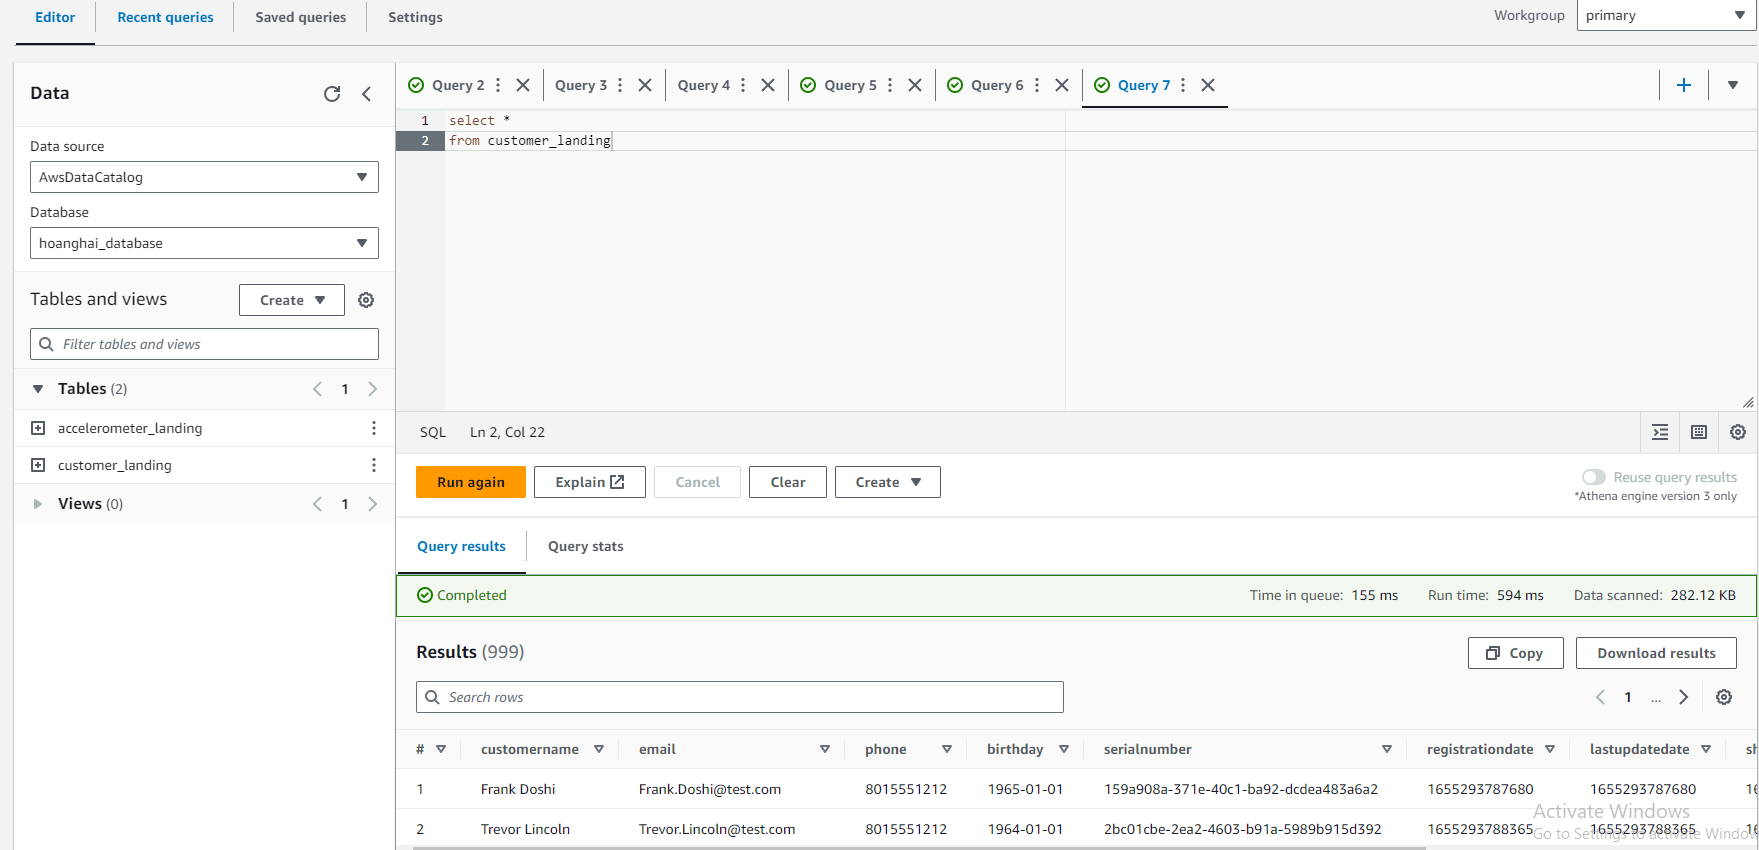 Editor Recent queries Saved queries Settings Workgroup primary
Data
Data source
AwsDataCatalog
Database
hoanghai_database
Tables and views Create
Filter tables and views
Tables (2) 1
accelerometer_landing
customer_landing
Views (0) 1
Query 2 Query 3 Query 4 Query 5 Query 6 Query 7
1 select *
2 from customer_landing
SQL Ln 2, Col 22
Run again Explain Cancel Clear Create Reuse query results
*Athena engine version 3 only
Query results Query stats
Completed Time in queue: 155 ms Run time: 594 ms Data scanned: 282.12 KB
Results (999) Copy Download results
Search rows 1 ...
# customername email phone birthday serialnumber registrationdate lastupdatedate sh
1 Frank Doshi Frank.Doshi@test.com 8015551212 1965-01-01 159a908a-371e-40c1-ba92-dcdea483a6a2 1655293787680 1655293787680 16
Activate Windows
2 Trevor Lincoln Trevor.Lincoln@test.com 8015551212 1964-01-01 2bc01cbe-2ea2-4603-b91a-5989b915d392 1655293788365 1655293788365
Go to Settings to activate Window